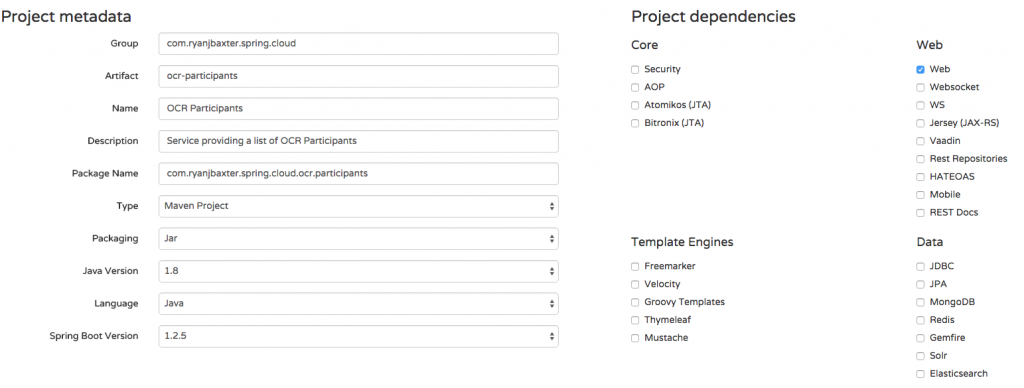 Project metadata
Group
com.ryanjbaxter.spring.cloud
Artifact
ocr-participants
Name
OCR Participants
Description
Service providing a list of OCR Participants
Package Name
com.ryanjbaxter.spring.cloud.ocr.participants
Type
Maven Project
Packaging
Jar
Java Version
1.8
Language
Java
Spring Boot Version
1.2.5
Project dependencies
Core
Security
AOP
Atomikos (JTA)
Bitronix (JTA)
Web
Web
Websocket
WS
Jersey (JAX-RS)
Vaadin
Rest Repositories
HATEOAS
Mobile
REST Docs
Template Engines
Freemarker
Velocity
Groovy Templates
Thymeleaf
Mustache
Data
JDBC
JPA
MongoDB
Redis
Gemfire
Solr
Elasticsearch